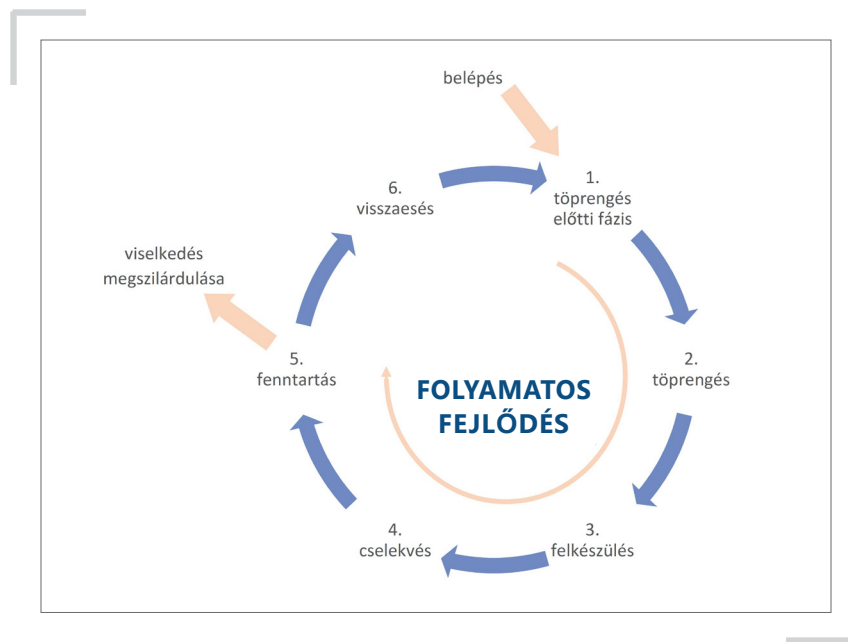 belépés
1.
töprengés
előtti fázis
2.
töprengés
3.
felkészülés
4.
cselekvés
5.
fenntartás
viselkedés
megszilárdulása
6.
visszaesés
FOLYAMATOS
FEJLŐDÉS